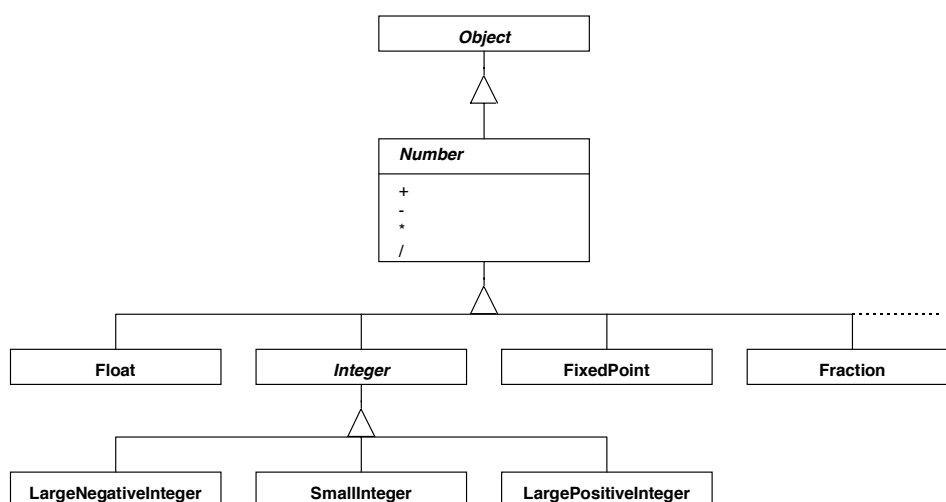 Object
Number
+
-
*
/
Float
Integer
FixedPoint
Fraction
LargeNegativeInteger
SmallInteger
LargePositiveInteger